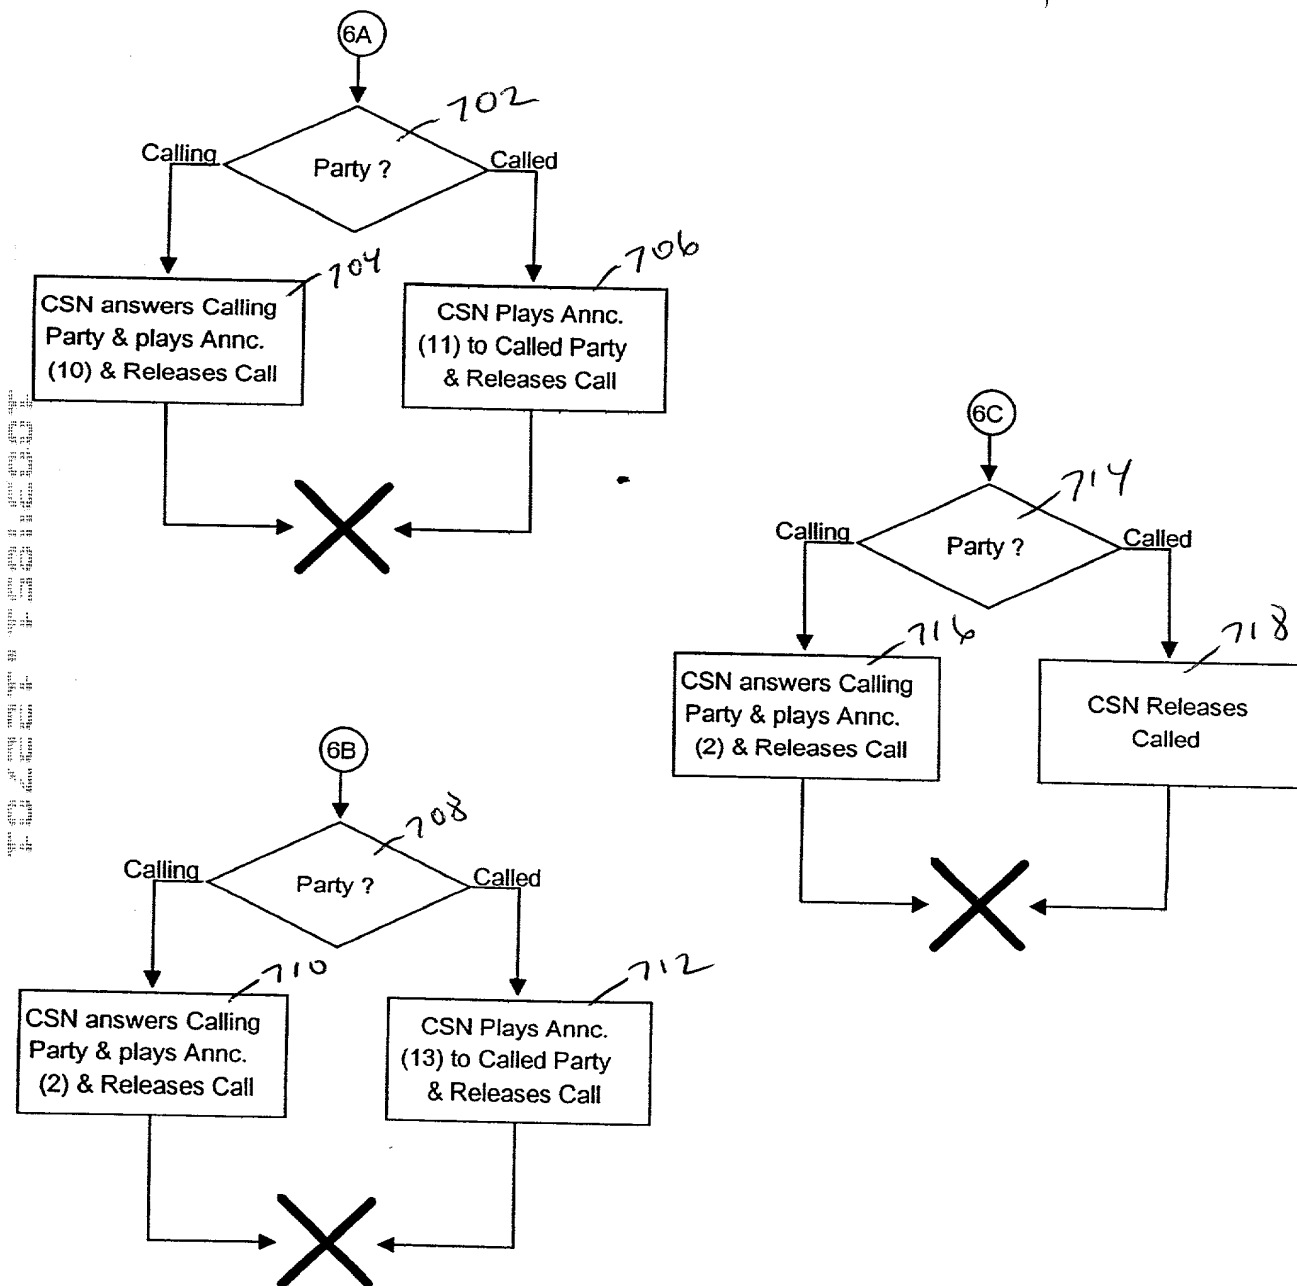 6A
702
Party ?
Calling
Called
704
706
CSN answers Calling
Party & plays Annc.
(10) & Releases Call
CSN Plays Annc.
(11) to Called Party
& Releases Call
6C
714
Party ?
Calling
Called
716
718
CSN answers Calling
Party & plays Annc.
(2) & Releases Call
CSN Releases
Called
6B
708
Party ?
Calling
Called
710
712
CSN answers Calling
Party & plays Annc.
(2) & Releases Call
CSN Plays Annc.
(13) to Called Party
& Releases Call